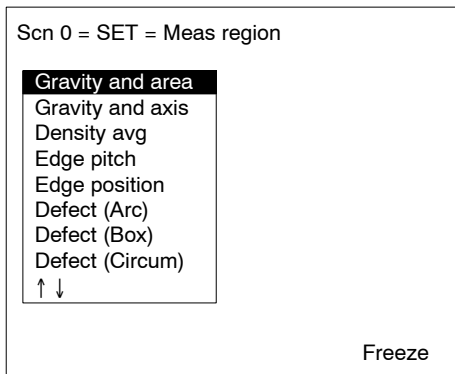 Scn 0 = SET = Meas region
Gravity and area
Gravity and axis
Density avg
Edge pitch
Edge position
Defect (Arc)
Defect (Box)
Defect (Circum)
↑ ↓
Freeze